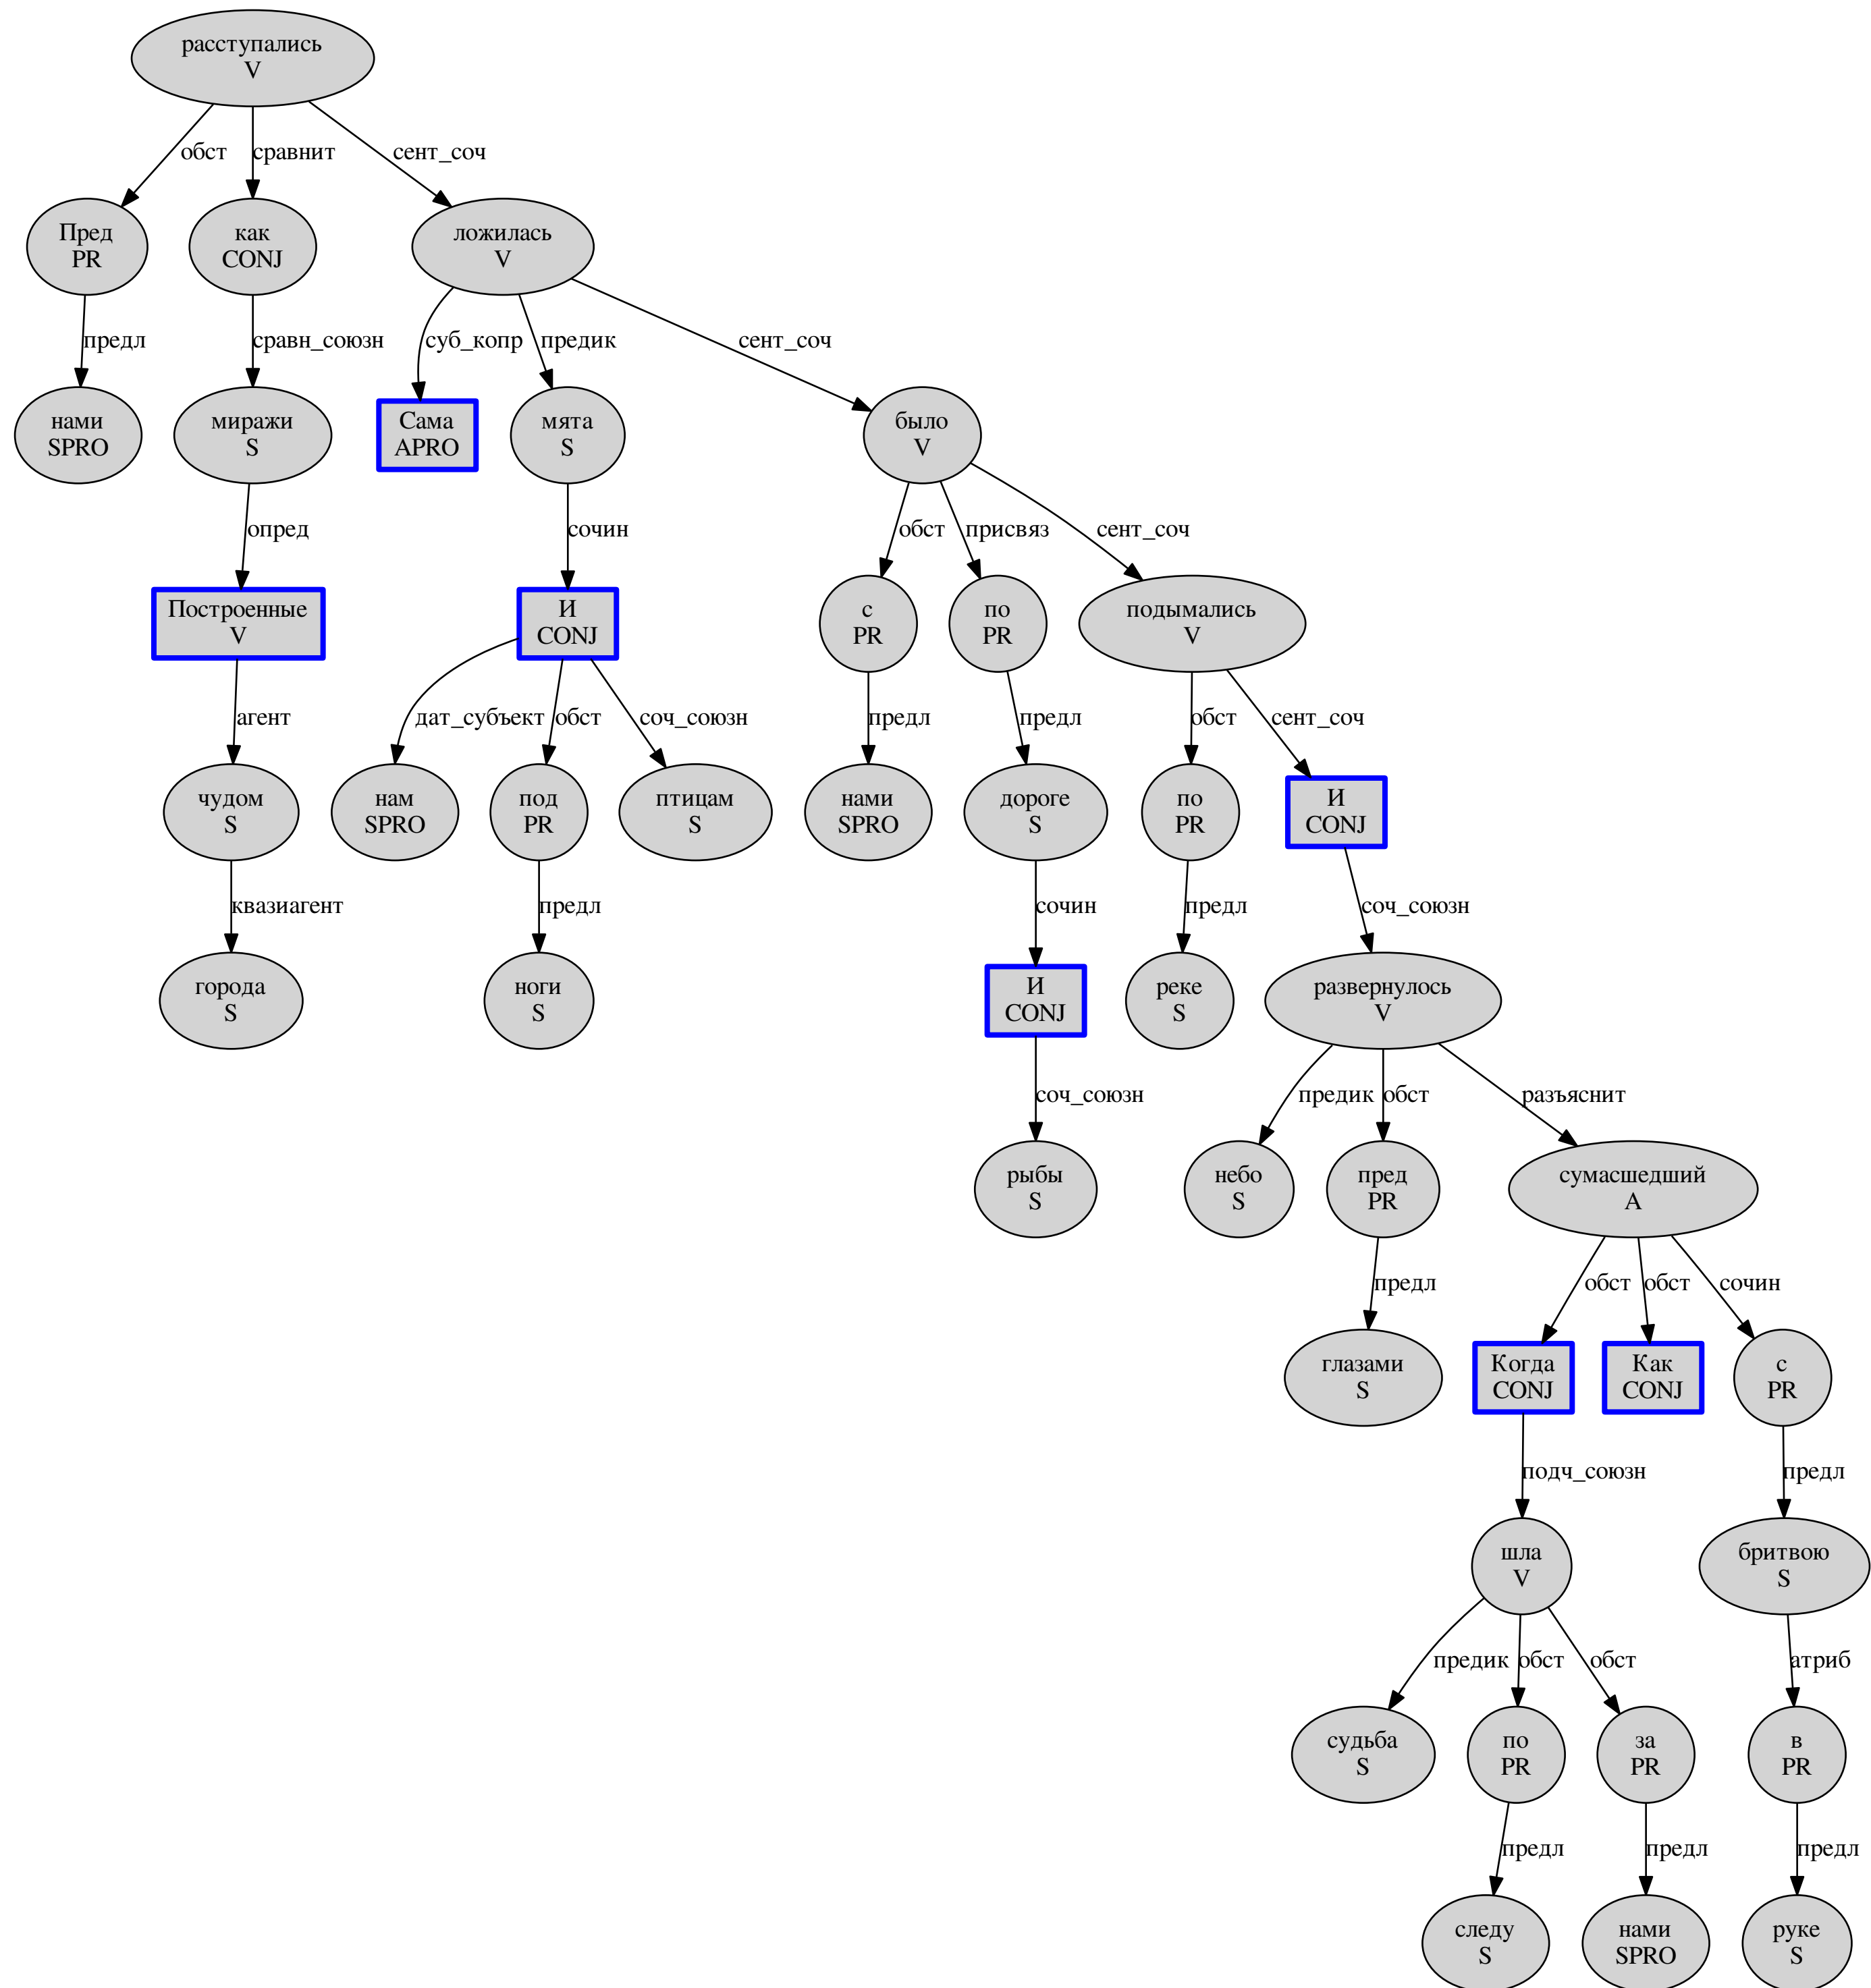 расступались
V
обст
сравнит
сент_соч
Пред
PR
как
CONJ
ложилась
V
предл
сравн_союзн
суб_копр
предик
сент_соч
нами
SPRO
миражи
S
Сама
APRO
мята
S
было
V
опред
сочин
обст
присвяз
сент_соч
Построенные
V
И
CONJ
с
PR
по
PR
подымались
V
агент
дат_субъект
обст
соч_союзн
предл
предл
обст
сент_соч
чудом
S
нам
SPRO
под
PR
птицам
S
нами
SPRO
дороге
S
по
PR
И
CONJ
квазиагент
предл
сочин
предл
соч_союзн
города
S
ноги
S
И
CONJ
реке
S
развернулось
V
соч_союзн
предик
обст
разъяснит
рыбы
S
небо
S
пред
PR
сумасшедший
A
предл
обст
обст
сочин
глазами
S
Когда
CONJ
Как
CONJ
с
PR
подч_союзн
предл
шла
V
бритвою
S
предик
обст
обст
атриб
судьба
S
по
PR
за
PR
в
PR
предл
предл
предл
следу
S
нами
SPRO
руке
S